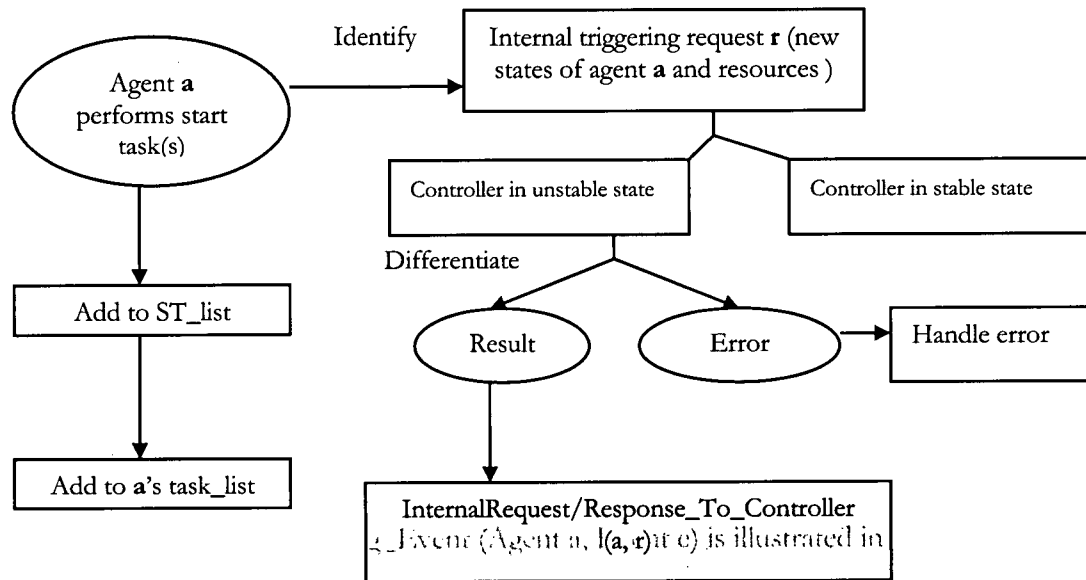 Identify
Internal triggering request r (new
states of agent a and resources )
Agent a
performs start
task(s)
Controller in unstable state
Controller in stable state
Differentiate
Add to ST_list
Result
Error
Handle error
Add to a's task_list
InternalRequest/Response_To_Controller
g_Event (Agent a, (a, r) is illustrated in